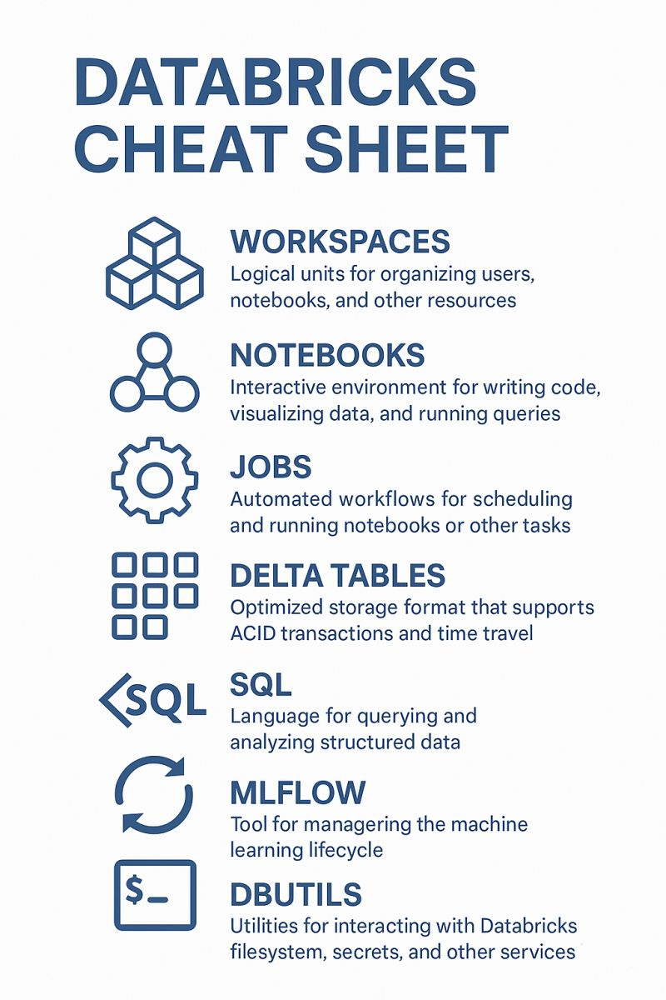 DATABRICKS
CHEAT SHEET
WORKSPACES
Logical units for organizing users,
notebooks, and other resources
NOTEBOOKS
Interactive environment for writing code,
visualizing data, and running queries
JOBS
Automated workflows for scheduling
and running notebooks or other tasks
DELTA TABLES
Optimized storage format that supports
ACID transactions and time travel
<SQL
SQL
Language for querying and
analyzing structured data
MLFLOW
Tool for managering the machine
learning lifecycle
$_
DBUTILS
Utilities for interacting with Databricks
filesystem, secrets, and other services